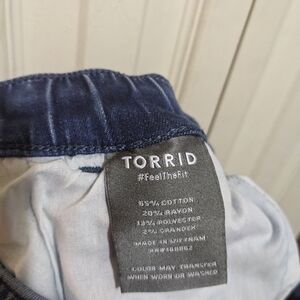 TORRID
#FeelTheFit
65% COTTON
20% RAYON
13% POLYESTER
2% SPANDEX
MADE IN VIETNAM
COLOR MAY TRANSFER
WHEN WORN OR WASHED